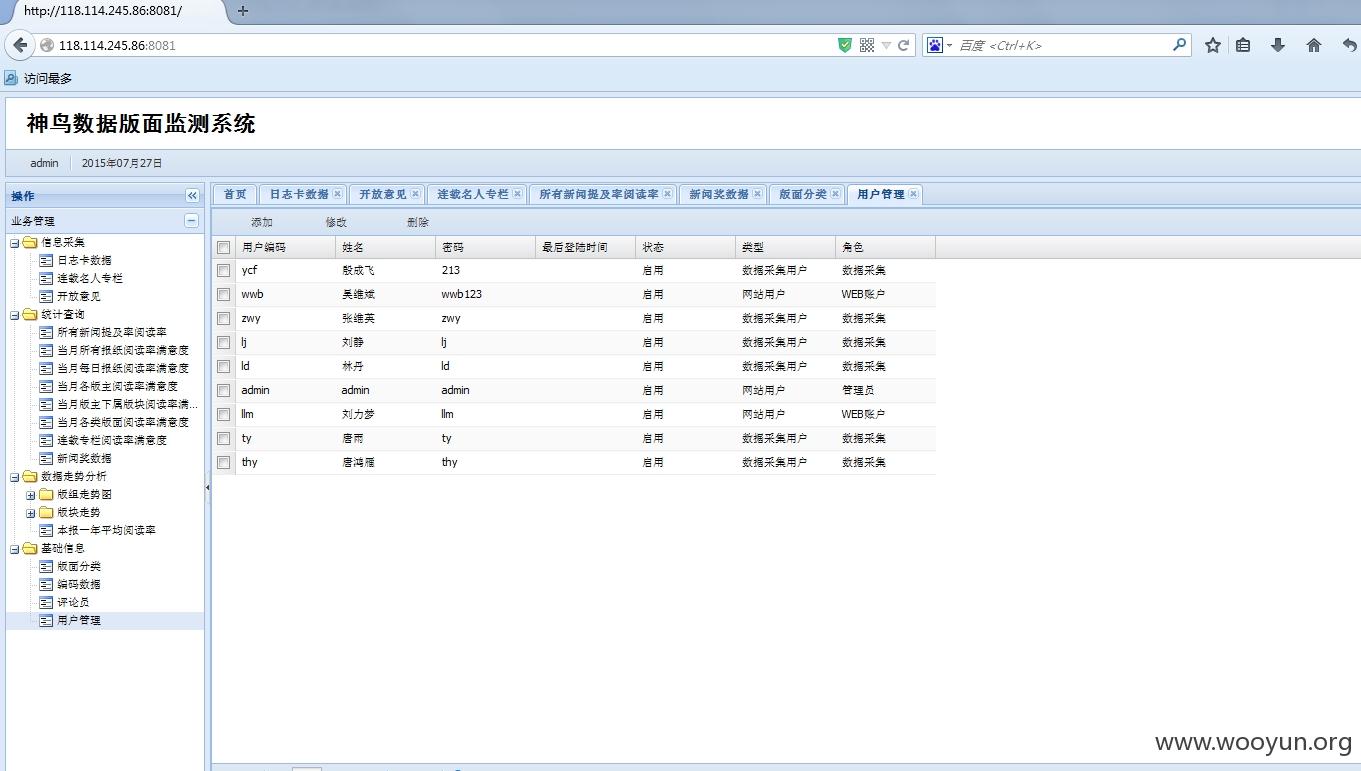 http://118.114.245.86:8081/
118.114.245.86:8081
百度 <Ctrl+K>
访问最多
神鸟数据版面监测系统
admin 2015年07月27日
操作
首页 日志卡数据 开放意见 连载名人专栏 所有新闻提及率阅读率 新闻奖数据 版面分类 用户管理
业务管理
添加 修改 删除
信息采集
日志卡数据
连载名人专栏
开放意见
统计查询
所有新闻提及率阅读率
当月所有报纸阅读率满意度
当月每日报纸阅读率满意度
当月各版主阅读率满意度
当月版主下属版块阅读率满...
当月各类版面阅读率满意度
连载专栏阅读率满意度
新闻奖数据
数据走势分析
版组走势图
版块走势
本报一年平均阅读率
基础信息
版面分类
编码数据
评论员
用户管理
用户编码 姓名 密码 最后登陆时间 状态 类型 角色
ycf 殷成飞 213 启用 数据采集用户 数据采集
wwb 吴维斌 wwb123 启用 网站用户 WEB账户
zwy 张维英 zwy 启用 数据采集用户 数据采集
lj 刘静 lj 启用 数据采集用户 数据采集
ld 林丹 ld 启用 数据采集用户 数据采集
admin admin admin 启用 网站用户 管理员
llm 刘力梦 llm 启用 网站用户 WEB账户
ty 唐雨 ty 启用 数据采集用户 数据采集
thy 唐鸿雁 thy 启用 数据采集用户 数据采集
www.wooyun.org